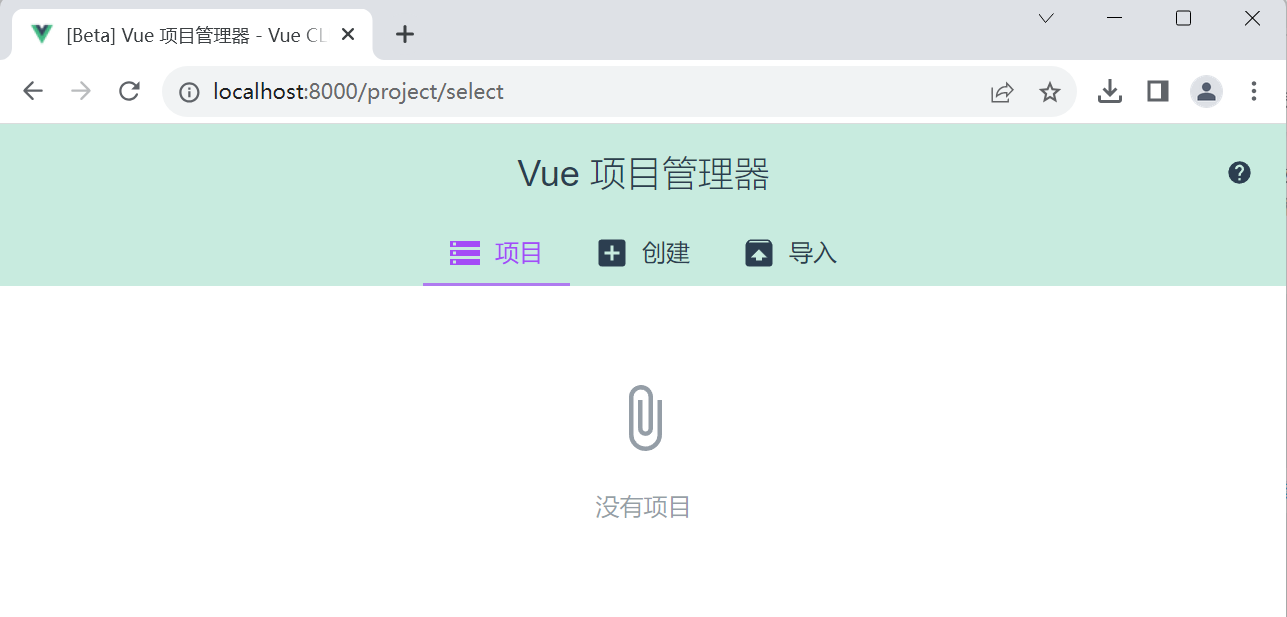 [Beta] Vue 项目管理器 - Vue CL
localhost:8000/project/select
Vue 项目管理器
项目 创建 导入
没有项目